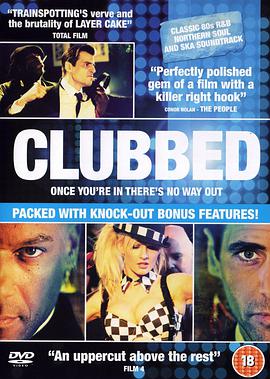 "TRAINSPOTTING'S verve and
the brutality of LAYER CAKE"
TOTAL FILM
CLASSIC 80s R&B
NORTHERN SOUL
AND SKA SOUNDTRACK
"Perfectly polished
gem of a film with a
killer right hook"
CONOR NOLAN - THE PEOPLE
CLUBBED
ONCE YOU'RE IN THERE'S NO WAY OUT
PACKED WITH KNOCK-OUT BONUS FEATURES!
DVD
VIDEO
"An uppercut above the rest"
FILM 4
18